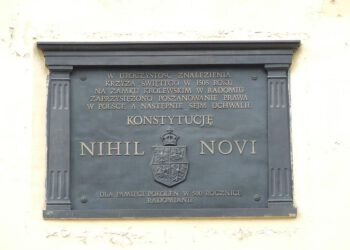 W UROCZYSTOŚĆ ZNALEZIENIA
KRZYŻA ŚWIĘTEGO W 1505 ROKU
NA ZAMKU KRÓLEWSKIM W RADOMIU
ZAPRZYSIĘŻONO POSZANOWANIE PRAWA
W POLSCE, A NASTĘPNIE SEJM UCHWALIŁ
KONSTYTUCJĘ
NIHIL NOVI
DLA PAMIĘCI POKOLEŃ W 500 ROCZNICĘ
RADOMIANIE